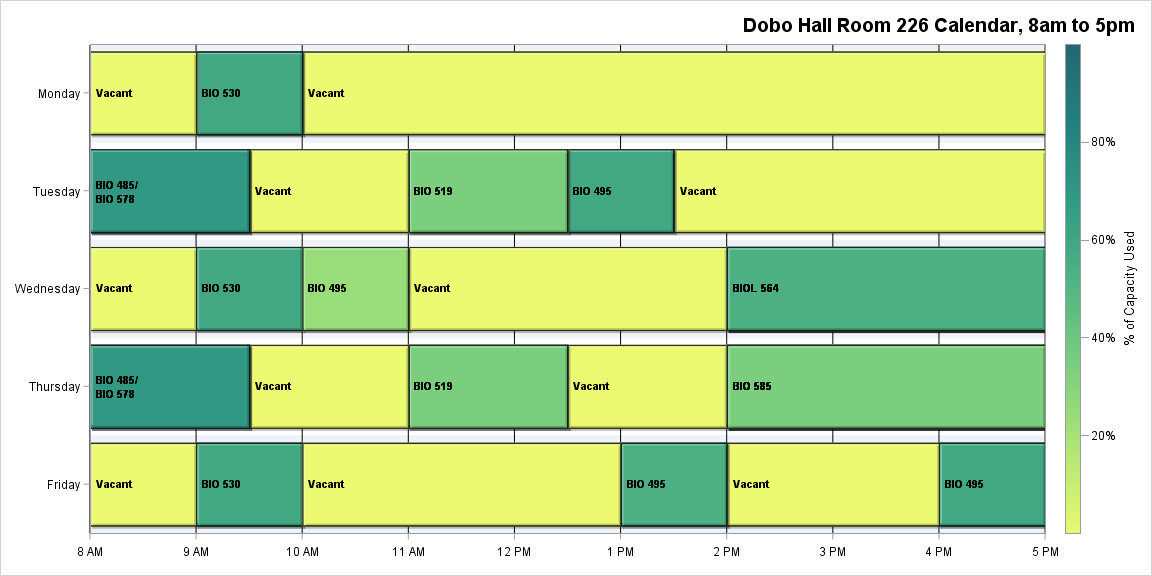 Dobo Hall Room 226 Calendar, 8am to 5pm
Monday
Vacant
BIO 530
Vacant
Tuesday
BIO 485/
BIO 578
Vacant
BIO 519
BIO 495
Vacant
Wednesday
Vacant
BIO 530
BIO 495
Vacant
BIOL 564
Thursday
BIO 485/
BIO 578
Vacant
BIO 519
Vacant
BIO 585
Friday
Vacant
BIO 530
Vacant
BIO 495
Vacant
BIO 495
8 AM
9 AM
10 AM
11 AM
12 PM
1 PM
2 PM
3 PM
4 PM
5 PM
80%
60%
40%
20%
% of Capacity Used